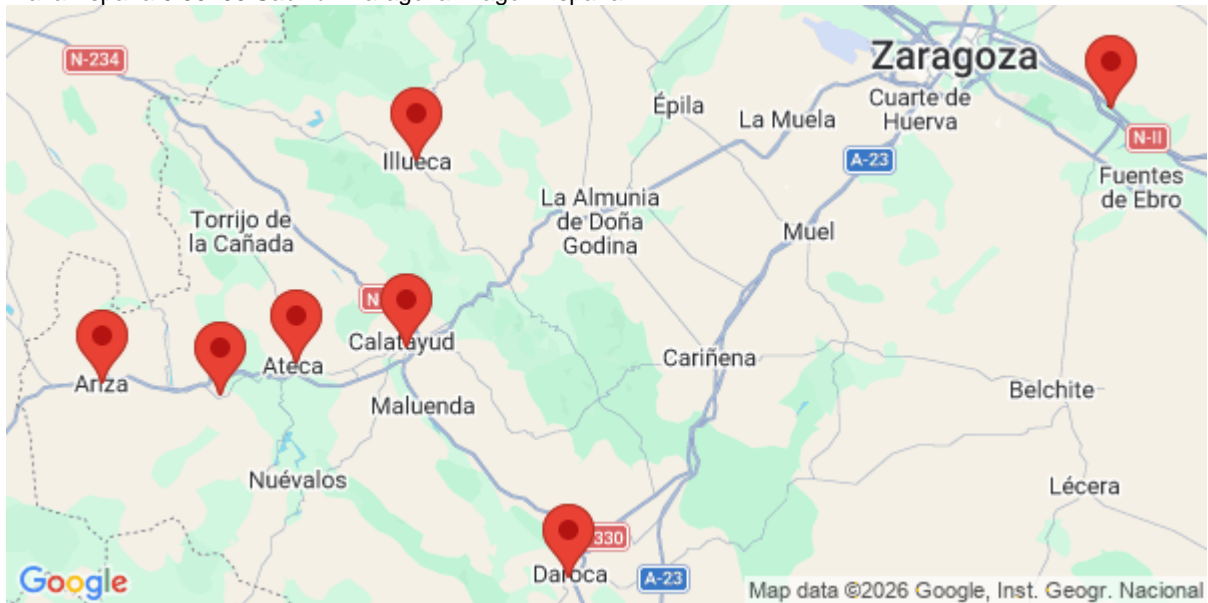 N-234
Zaragoza
Épila
La Muela
Cuarte de
Huerva
N-II
Illueca
A-23
Fuentes
de Ebro
La Almunia
de Doña
Godina
Torrijo de
la Cañada
Muel
N
Calatayud
Ateca
Cariñena
Ariza
Belchite
Maluenda
Nuévalos
Lécera
330
Daroca
A-23
Google
Map data ©2026 Google, Inst. Geogr. Nacional